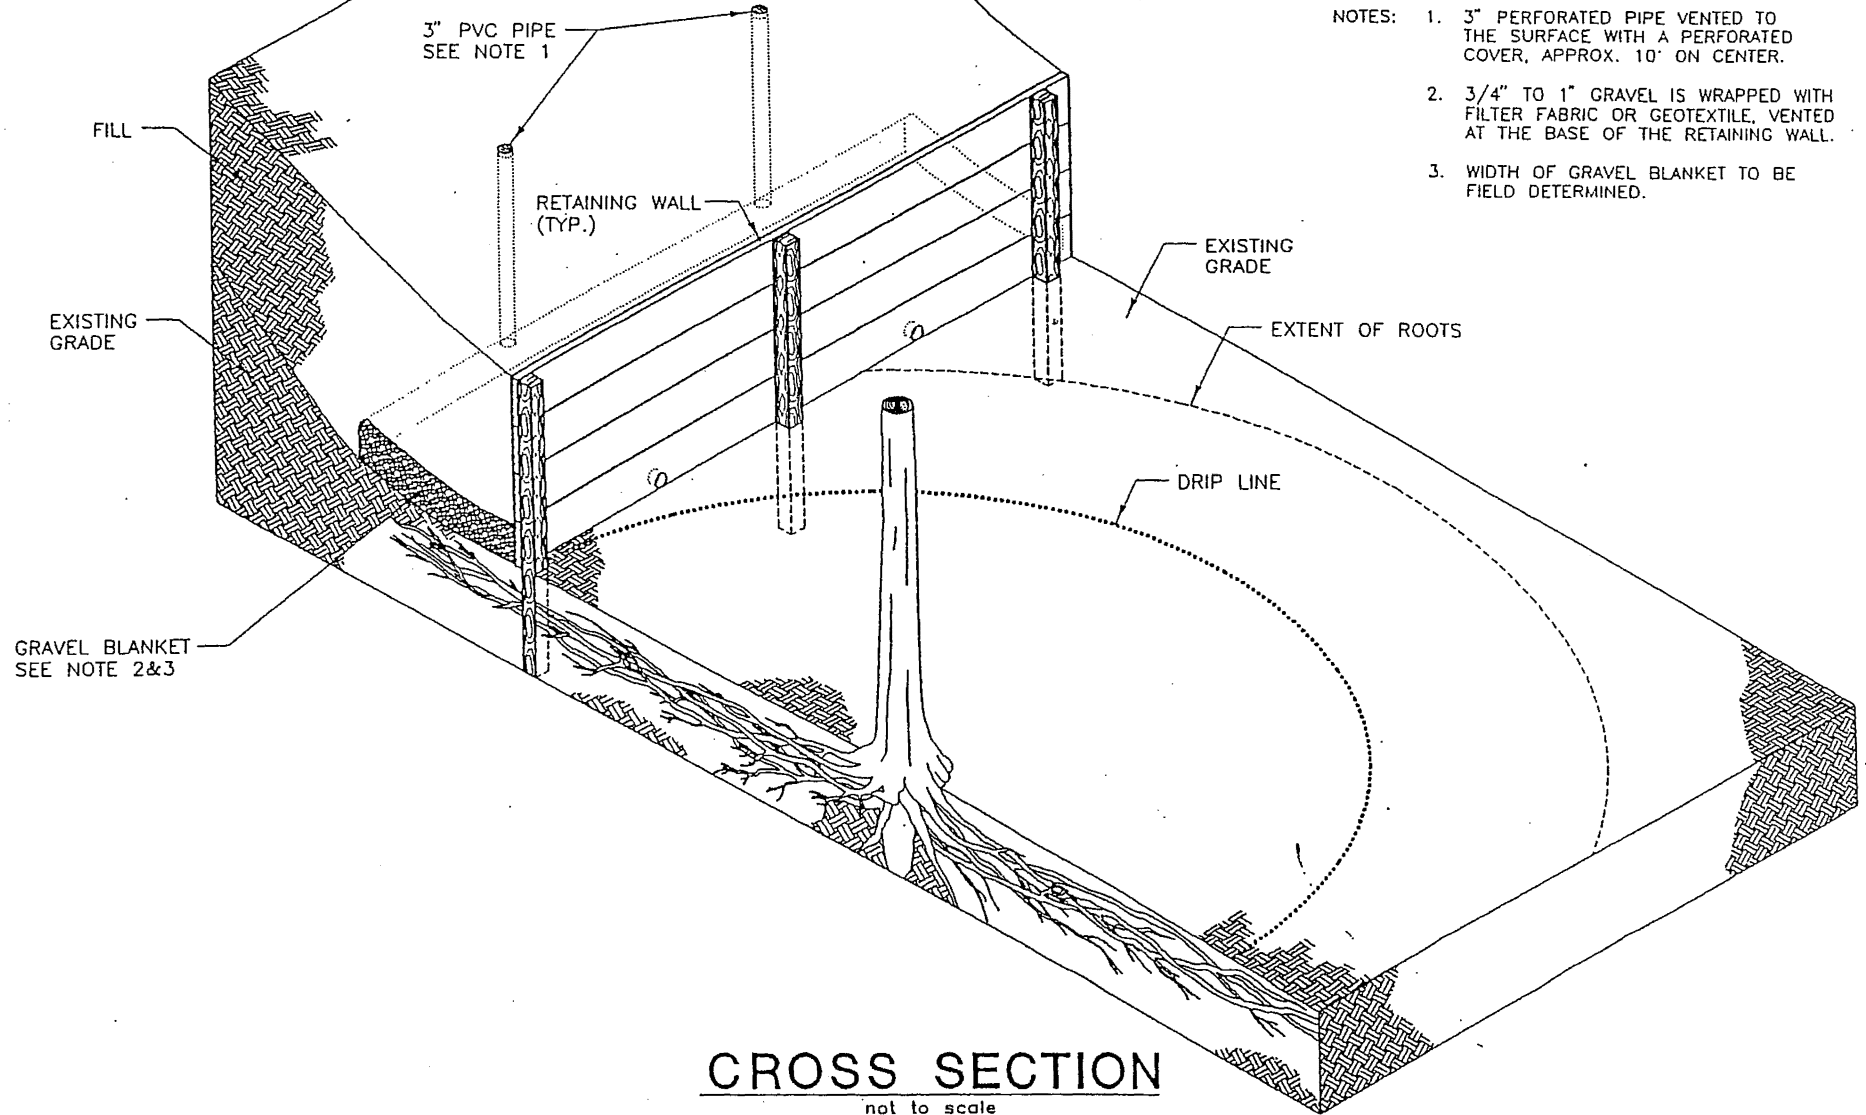 3" PVC PIPE
SEE NOTE 1
NOTES: 1. 3" PERFORATED PIPE VENTED TO
THE SURFACE WITH A PERFORATED
COVER, APPROX. 10' ON CENTER.
2. 3/4" TO 1" GRAVEL IS WRAPPED WITH
FILTER FABRIC OR GEOTEXTILE, VENTED
AT THE BASE OF THE RETAINING WALL.
3. WIDTH OF GRAVEL BLANKET TO BE
FIELD DETERMINED.
FILL
RETAINING WALL
(TYP.)
EXISTING
GRADE
EXISTING
GRADE
EXTENT OF ROOTS
DRIP LINE
GRAVEL BLANKET
SEE NOTE 2&3
CROSS SECTION
not to scale